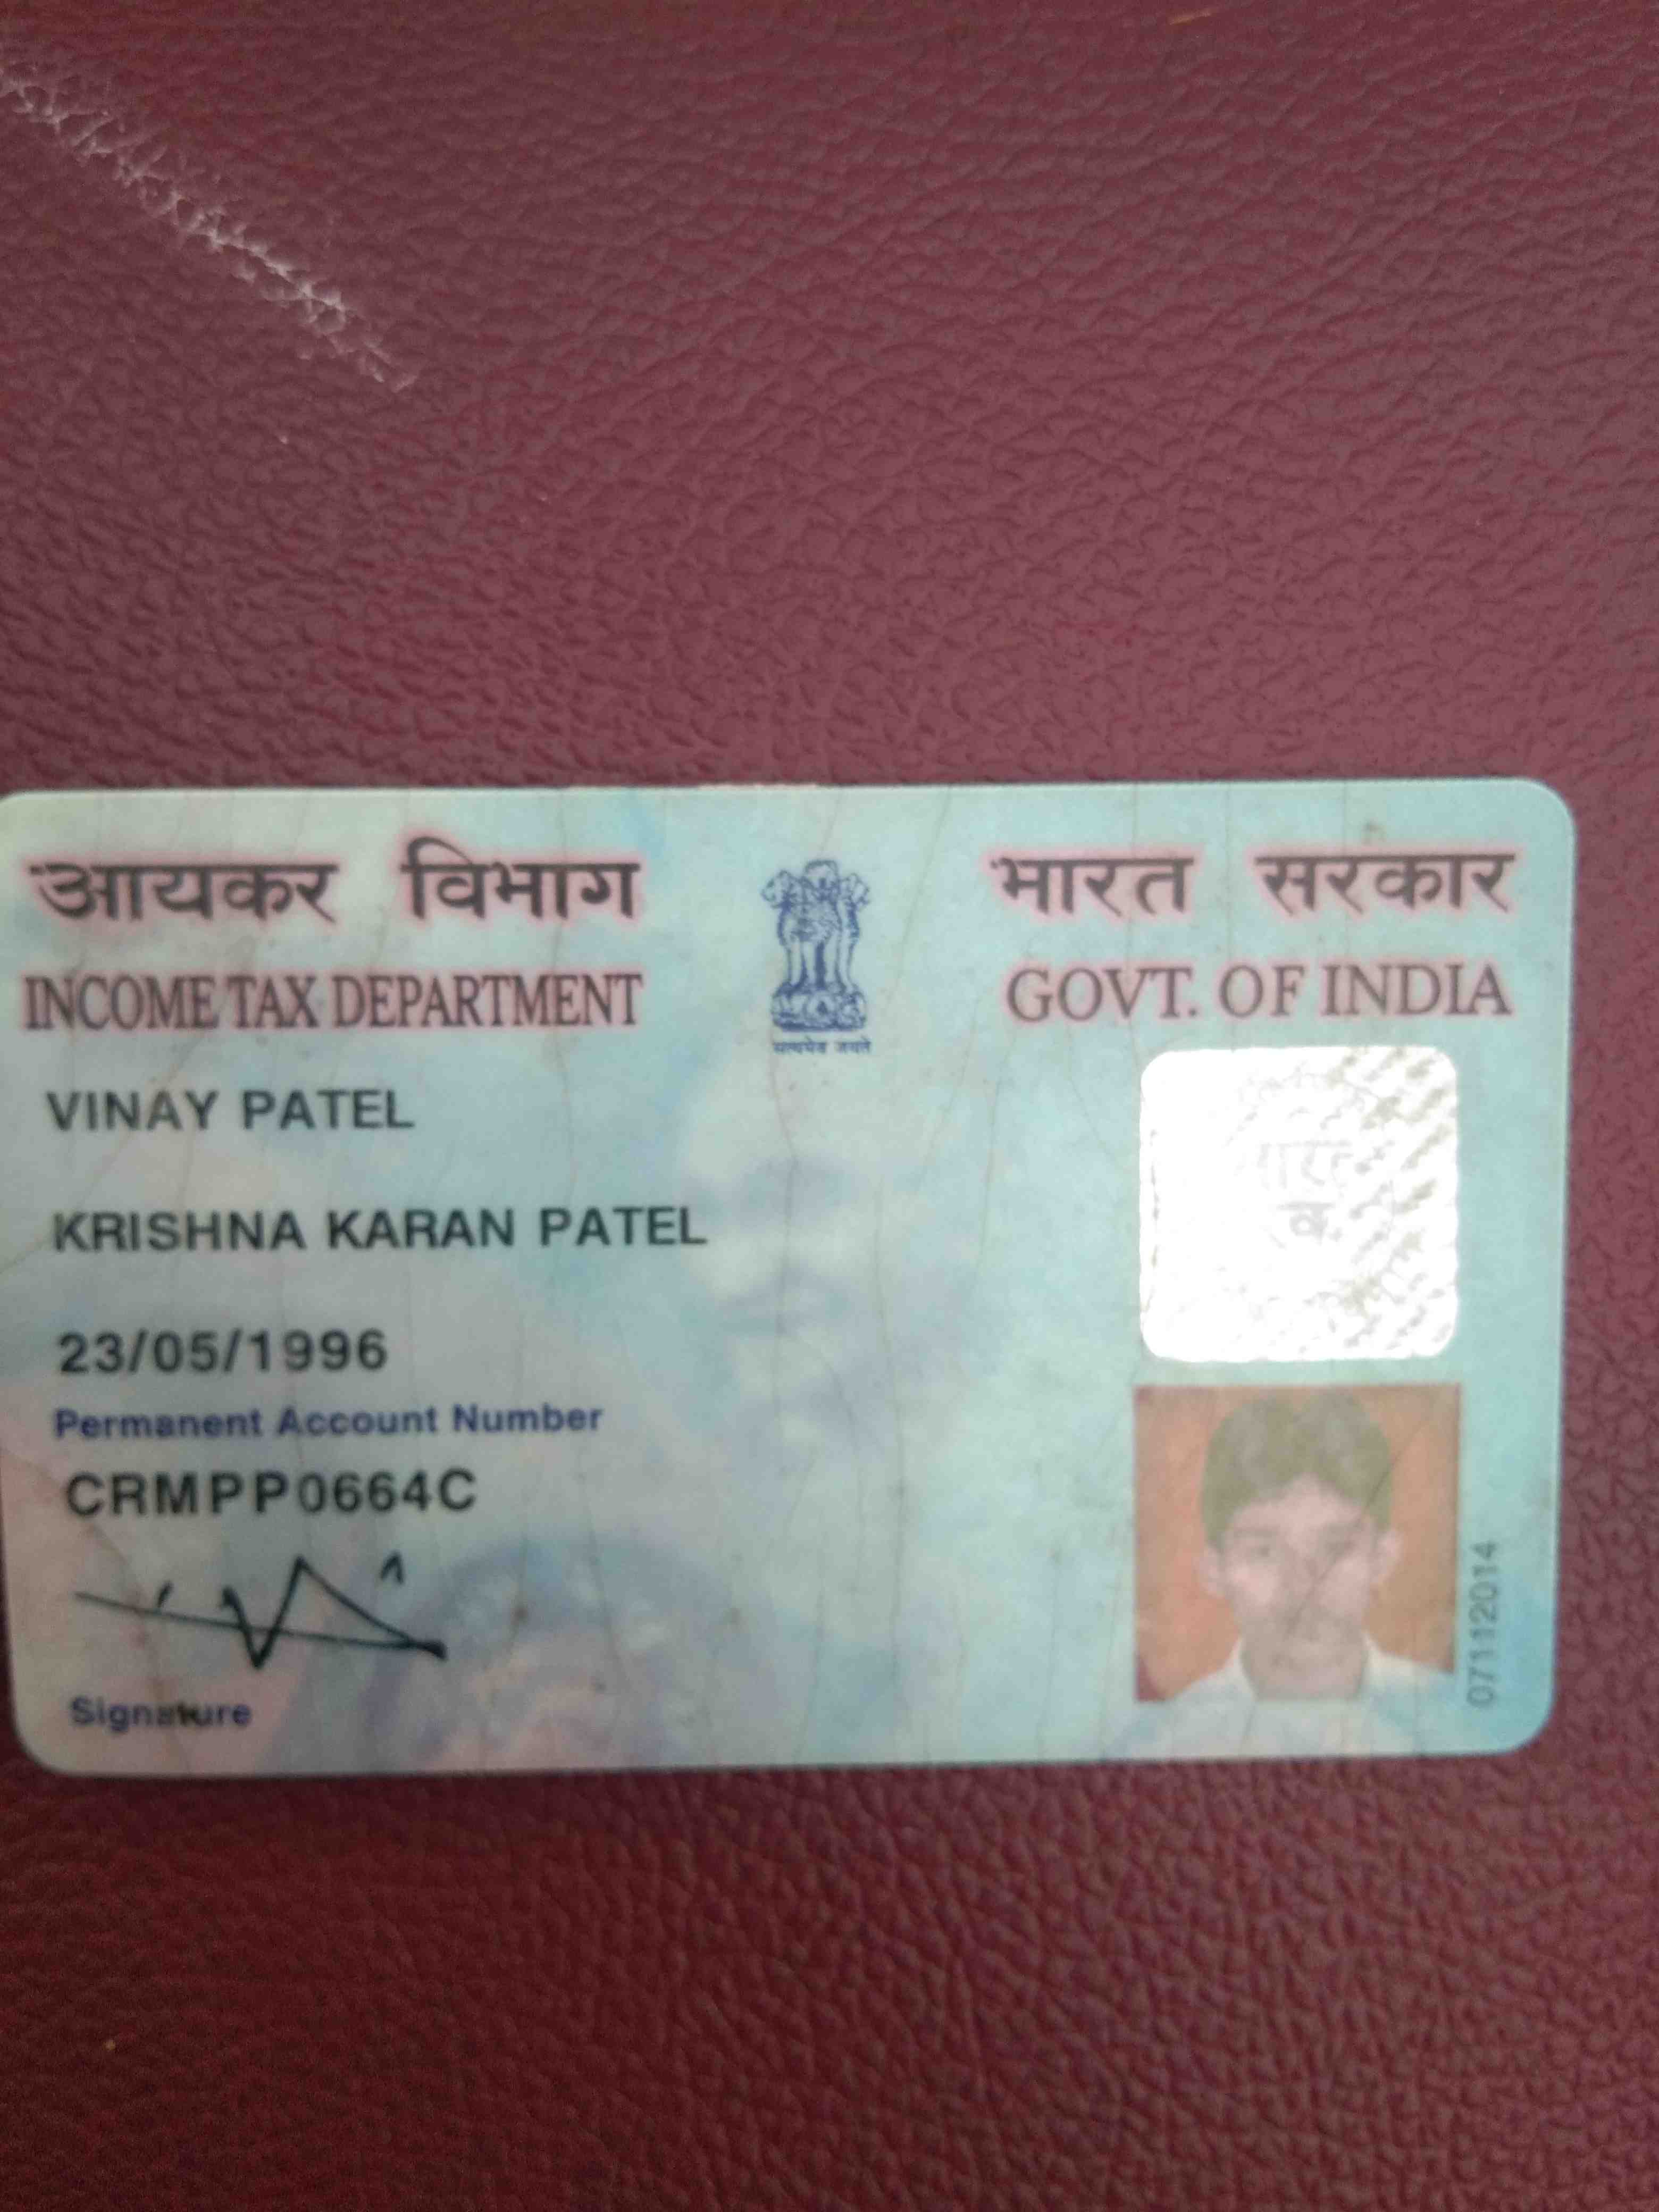 आयकर विभाग
INCOME TAX DEPARTMENT
सत्यमेव जयते
भारत सरकार
GOVT. OF INDIA
VINAY PATEL
KRISHNA KARAN PATEL
23/05/1996
Permanent Account Number
CRMPP0664C
Signature
भारत
07112014